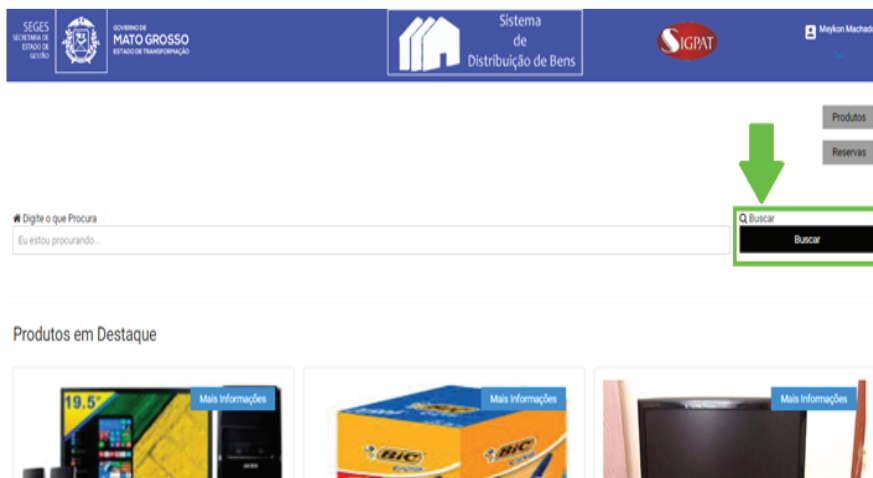 SEGES
SECRETARIA DE
ESTADO DE
GESTÃO
GOVERNO DE
MATO GROSSO
ESTADO DE TRANSFORMAÇÃO
Sistema
de
Distribuição de Bens
SIGPAT
Maykon Machado
Produtos
Reservas
Digite o que Procura
Eu estou procurando...
Buscar
Buscar
Produtos em Destaque
19.5"
Mais Informações
Mais Informações
Mais Informações
BIC
BIC